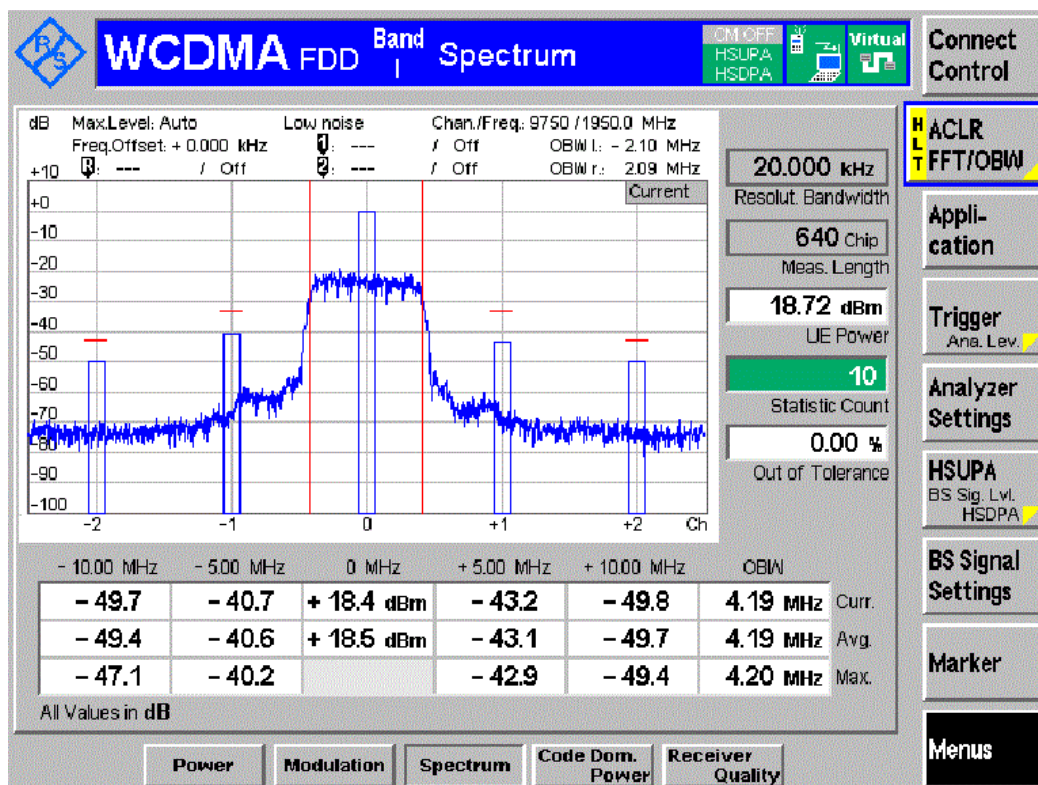 R&S
WCDMA FDD Band I Spectrum
CM OFF
HSUPA
HSDPA
Virtual
Connect Control
dB Max.Level: Auto Low noise Chan./Freq.: 9750 / 1950.0 MHz
Freq.Offset: + 0.000 kHz 1: --- / Off OBW l.: - 2.10 MHz
R: --- / Off 2: --- / Off OBW r.: 2.09 MHz
Current
+10
+0
-10
-20
-30
-40
-50
-60
-70
-80
-90
-100
-2 -1 0 +1 +2 Ch
20.000 kHz
Resolut. Bandwidth
640 Chip
Meas. Length
18.72 dBm
UE Power
10
Statistic Count
0.00 %
Out of Tolerance
- 10.00 MHz - 5.00 MHz 0 MHz + 5.00 MHz + 10.00 MHz OBW
- 49.7 - 40.7 + 18.4 dBm - 43.2 - 49.8 4.19 MHz Curr.
- 49.4 - 40.6 + 18.5 dBm - 43.1 - 49.7 4.19 MHz Avg.
- 47.1 - 40.2 - 42.9 - 49.4 4.20 MHz Max.
All Values in dB
HLT
ACLR
FFT/OBW
Appli-
cation
Trigger
Ana. Lev.
Analyzer
Settings
HSUPA
BS Sig. Lvl.
HSDPA
BS Signal
Settings
Marker
Menus
Power
Modulation
Spectrum
Code Dom.
Power
Receiver
Quality